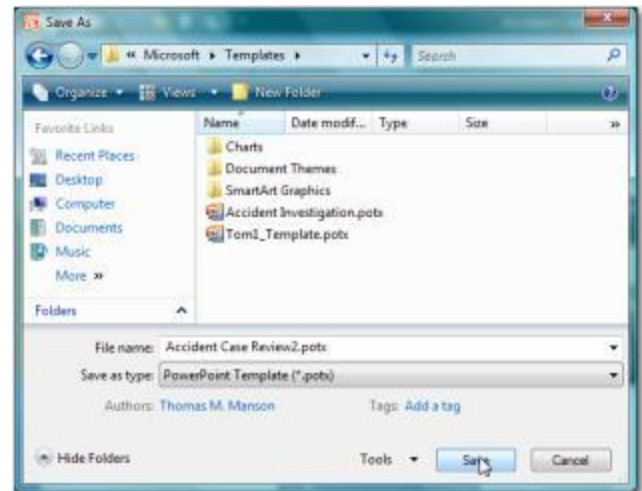 Save As
« Microsoft ▸ Templates ▸ Search
Organize Views New Folder
Favorite Links
Recent Places
Desktop
Computer
Documents
Music
More »
Folders
Name Date modif... Type Size »
Charts
Document Themes
SmartArt Graphics
Accident Investigation.potx
Tom1_Template.potx
File name: Accident Case Review2.potx
Save as type: PowerPoint Template (*.potx)
Authors: Thomas M. Manson Tags: Add a tag
Hide Folders Tools Save Cancel